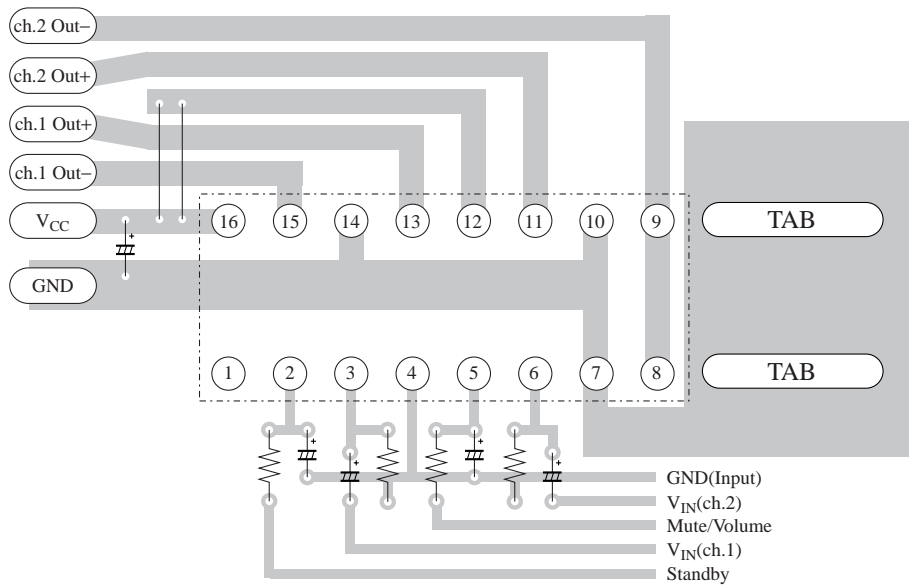 ch.2 Out−
ch.2 Out+
ch.1 Out+
ch.1 Out−
VCC
GND
16 15 14 13 12 11 10 9
TAB
1 2 3 4 5 6 7 8
TAB
+
+
+
+
+
GND(Input)
VIN(ch.2)
Mute/Volume
VIN(ch.1)
Standby